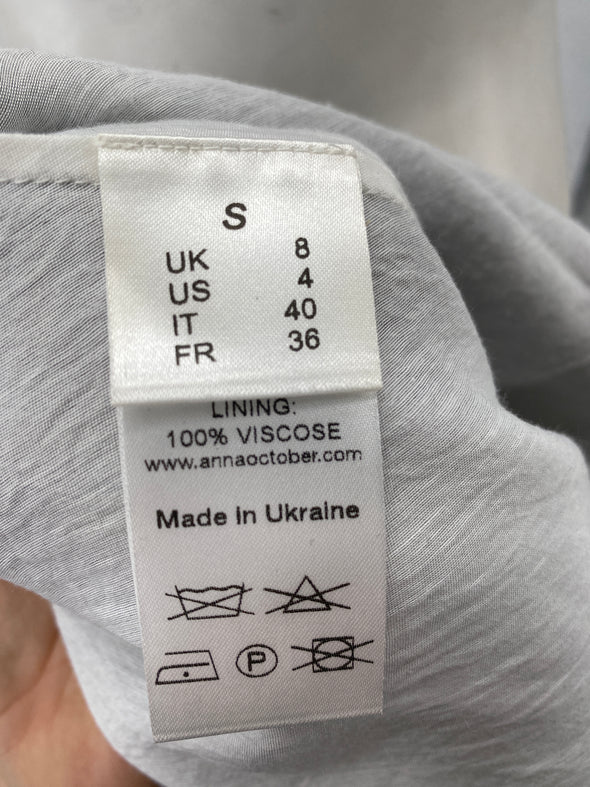 S
UK 8
US 4
IT 40
FR 36
LINING:
100% VISCOSE
www.annaoctober.com
Made in Ukraine
P